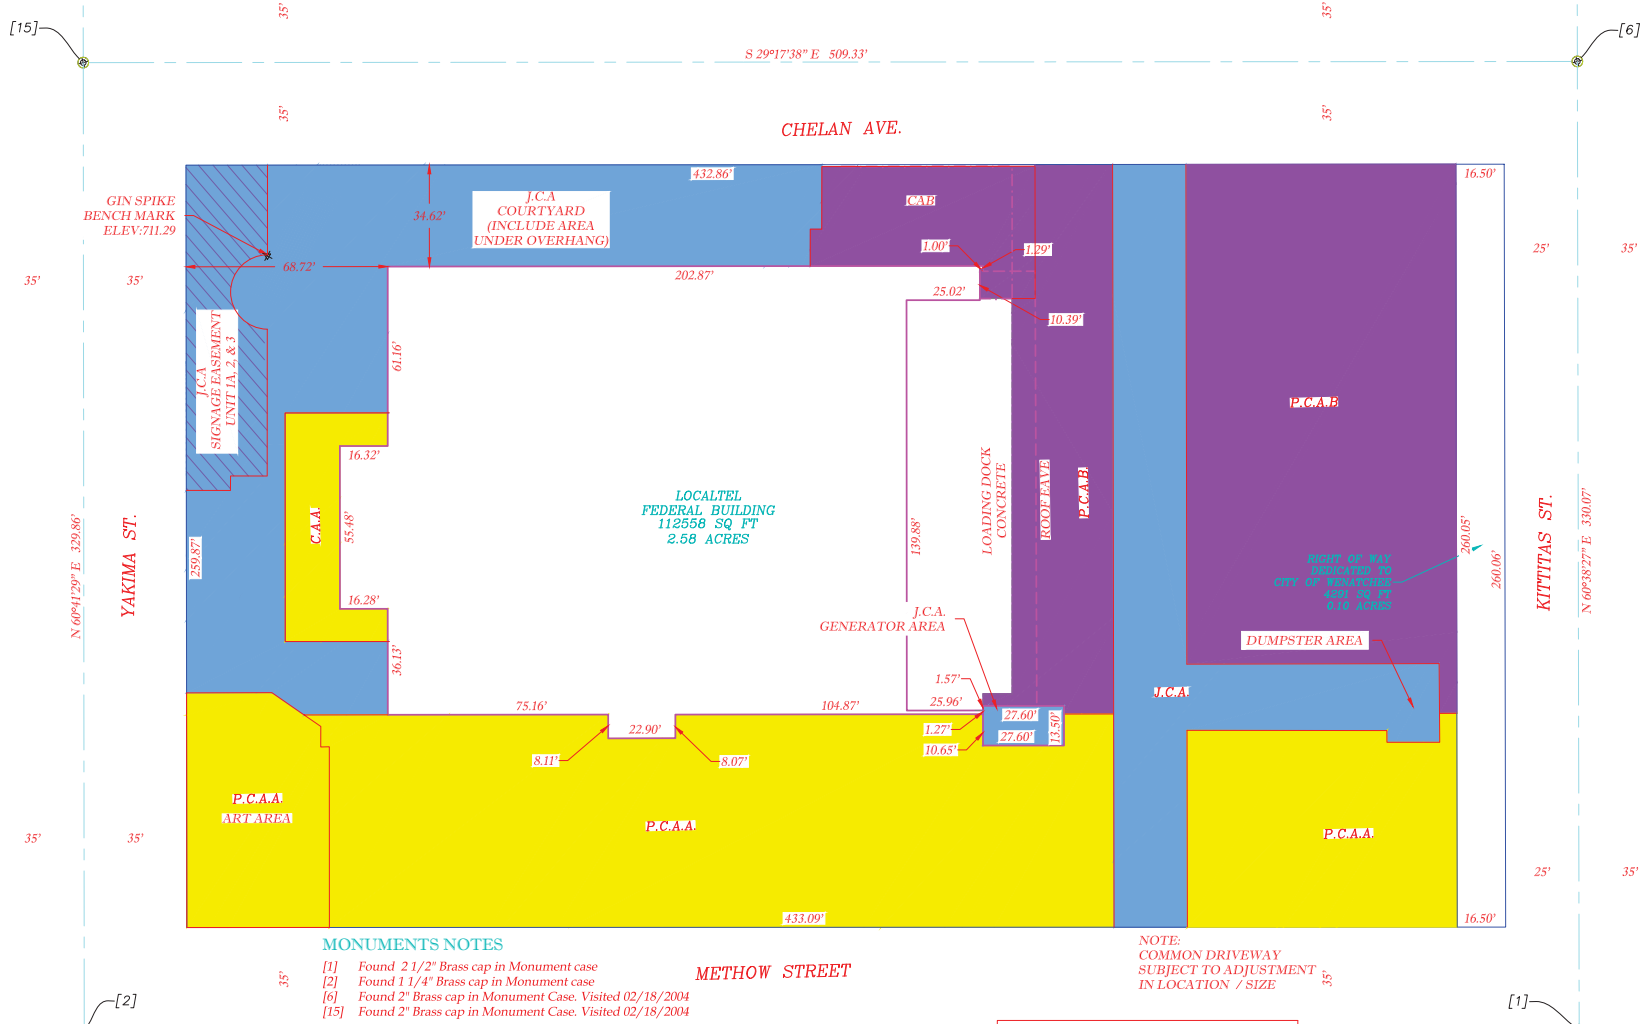 35'
35'
[15]
[6]
S 29°17'38" E 509.33'
35'
35'
CHELAN AVE.
432.86'
16.50'
GIN SPIKE
BENCH MARK
ELEV:711.29
34.62'
J.C.A
COURTYARD
(INCLUDE AREA
UNDER OVERHANG)
CAB
1.00'
1.29'
25'
35'
35'
35'
68.72'
202.87'
25.02'
10.39'
J.C.A
SIGNAGE EASEMENT
UNIT 1A, 2, & 3
61.16'
P.C.A.B
16.32'
C.A.A.
55.48'
LOCALTEL
FEDERAL BUILDING
112558 SQ FT
2.58 ACRES
139.88'
LOADING DOCK
CONCRETE
ROOF EAVE
P.C.A.B.
N 60°41'29" E 329.86'
YAKIMA ST.
259.87'
260.05'
260.06'
KITTITAS ST.
N 60°38'27" E 330.07'
RIGHT OF WAY
DEDICATED TO
CITY OF WENATCHEE
4291 SQ FT
0.10 ACRES
16.28'
J.C.A.
GENERATOR AREA
DUMPSTER AREA
36.13'
1.57'
J.C.A.
75.16'
104.87'
25.96'
27.60'
13.50'
22.90'
1.27'
27.60'
8.11'
8.07'
10.65'
P.C.A.A.
ART AREA
P.C.A.A.
P.C.A.A.
35'
35'
25'
35'
433.09'
16.50'
MONUMENTS NOTES
[1] Found 2 1/2" Brass cap in Monument case
[2] Found 1 1/4" Brass cap in Monument case
[6] Found 2" Brass cap in Monument Case. Visited 02/18/2004
[15] Found 2" Brass cap in Monument Case. Visited 02/18/2004
35'
METHOW STREET
NOTE:
COMMON DRIVEWAY
SUBJECT TO ADJUSTMENT
IN LOCATION / SIZE
35'
[2]
[1]